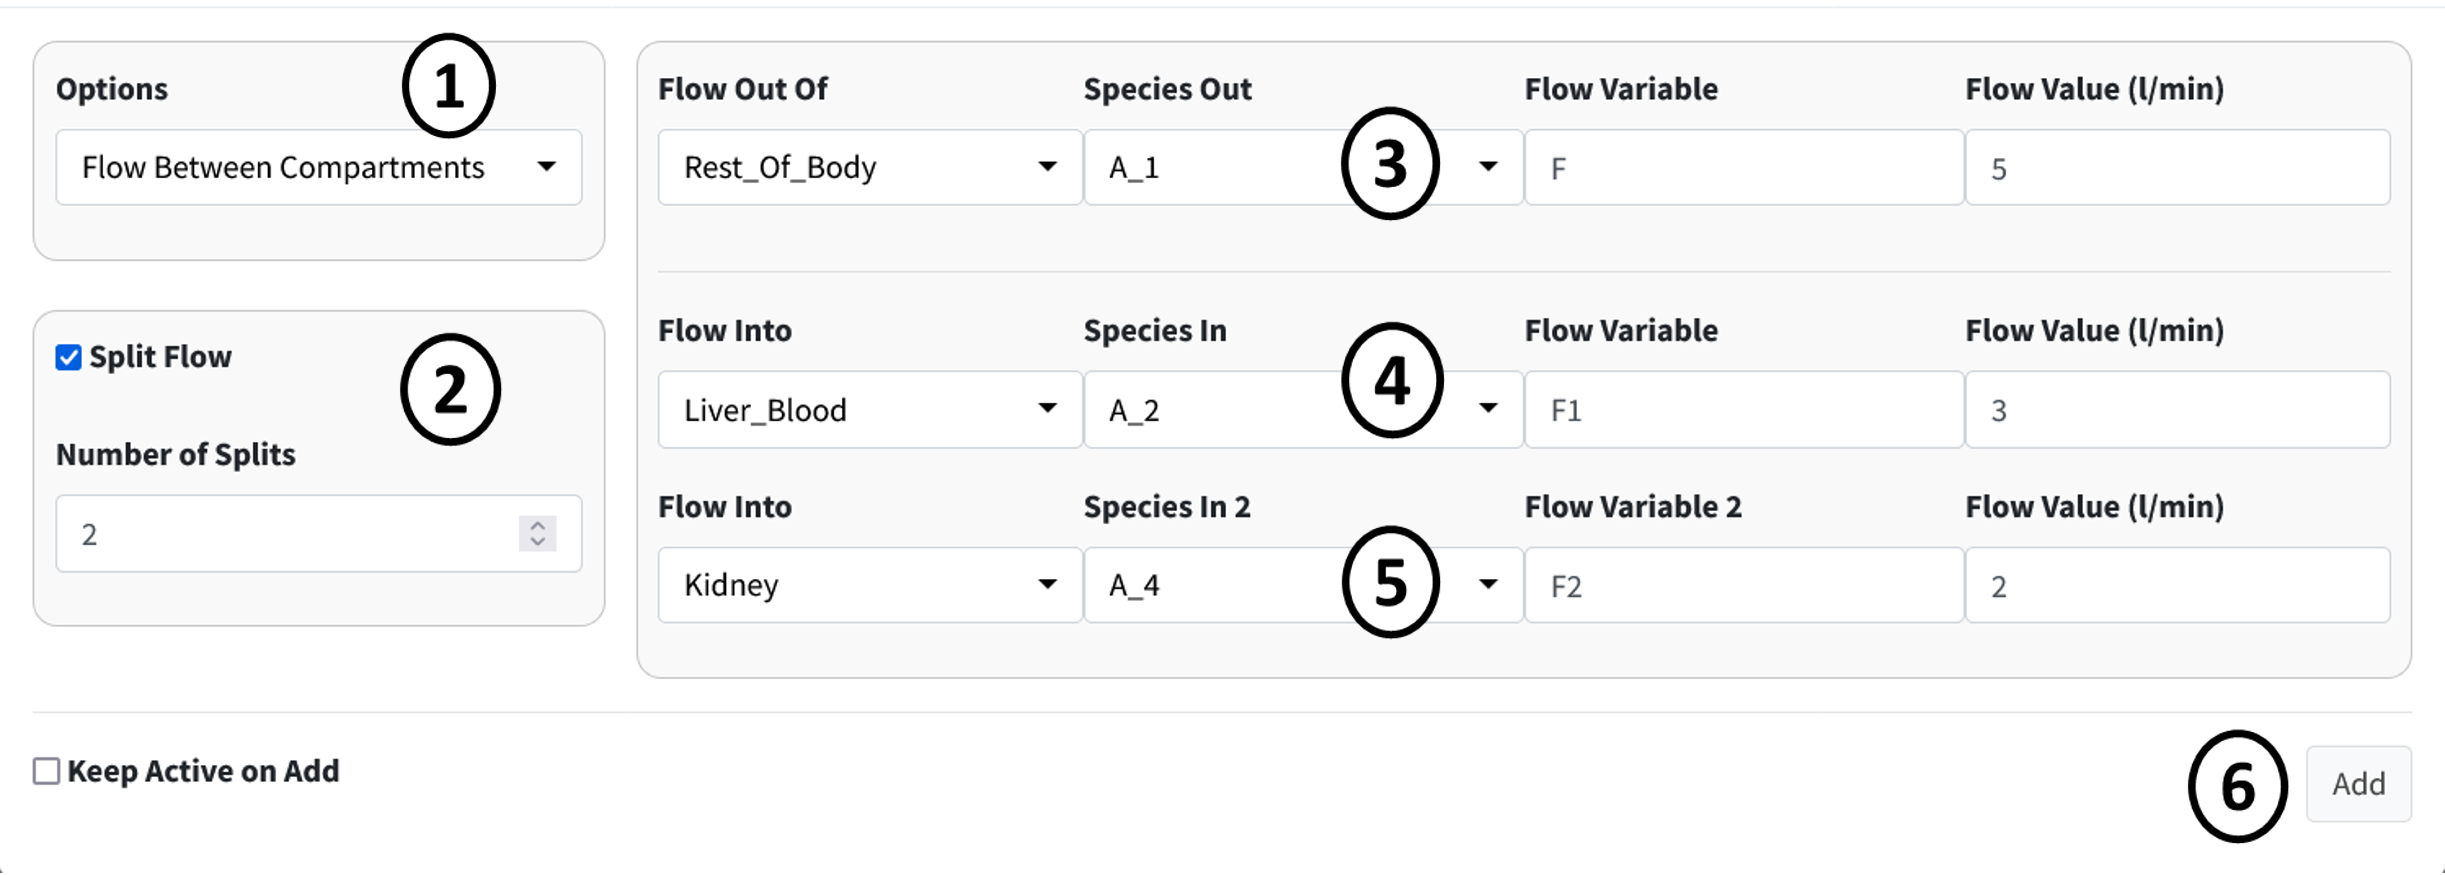 Options
1
Flow Between Compartments
Split Flow
2
Number of Splits
2
Flow Out Of Species Out Flow Variable Flow Value (l/min)
Rest_Of_Body A_1 3 F 5
Flow Into Species In Flow Variable Flow Value (l/min)
Liver_Blood A_2 4 F1 3
Flow Into Species In 2 Flow Variable 2 Flow Value (l/min)
Kidney A_4 5 F2 2
Keep Active on Add
6 Add